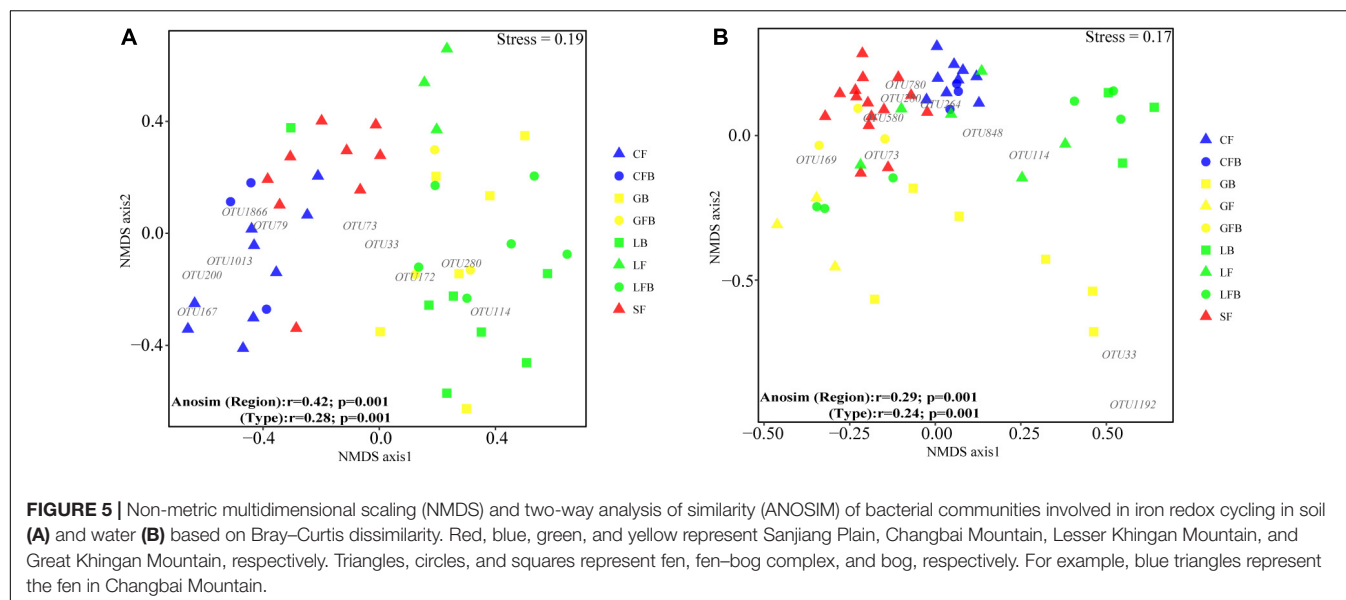 A
Stress = 0.19
NMDS axis2
0.4
0.0
−0.4
OTU1866
OTU79
OTU73
OTU33
OTU1013
OTU200
OTU172
OTU280
OTU167
OTU114
Anosim (Region):r=0.42; p=0.001
(Type):r=0.28; p=0.001
−0.4
0.0
0.4
NMDS axis1
CF
CFB
GB
GFB
LB
LF
LFB
SF
B
Stress = 0.17
NMDS axis2
0.0
−0.5
OTU780
OTU280
OTU264
OTU580
OTU848
OTU169
OTU73
OTU114
OTU33
OTU1192
Anosim (Region):r=0.29; p=0.001
(Type):r=0.24; p=0.001
−0.50
−0.25
0.00
0.25
0.50
NMDS axis1
CF
CFB
GB
GF
GFB
LB
LF
LFB
SF
FIGURE 5 | Non-metric multidimensional scaling (NMDS) and two-way analysis of similarity (ANOSIM) of bacterial communities involved in iron redox cycling in soil
(A) and water (B) based on Bray–Curtis dissimilarity. Red, blue, green, and yellow represent Sanjiang Plain, Changbai Mountain, Lesser Khingan Mountain, and
Great Khingan Mountain, respectively. Triangles, circles, and squares represent fen, fen–bog complex, and bog, respectively. For example, blue triangles represent
the fen in Changbai Mountain.